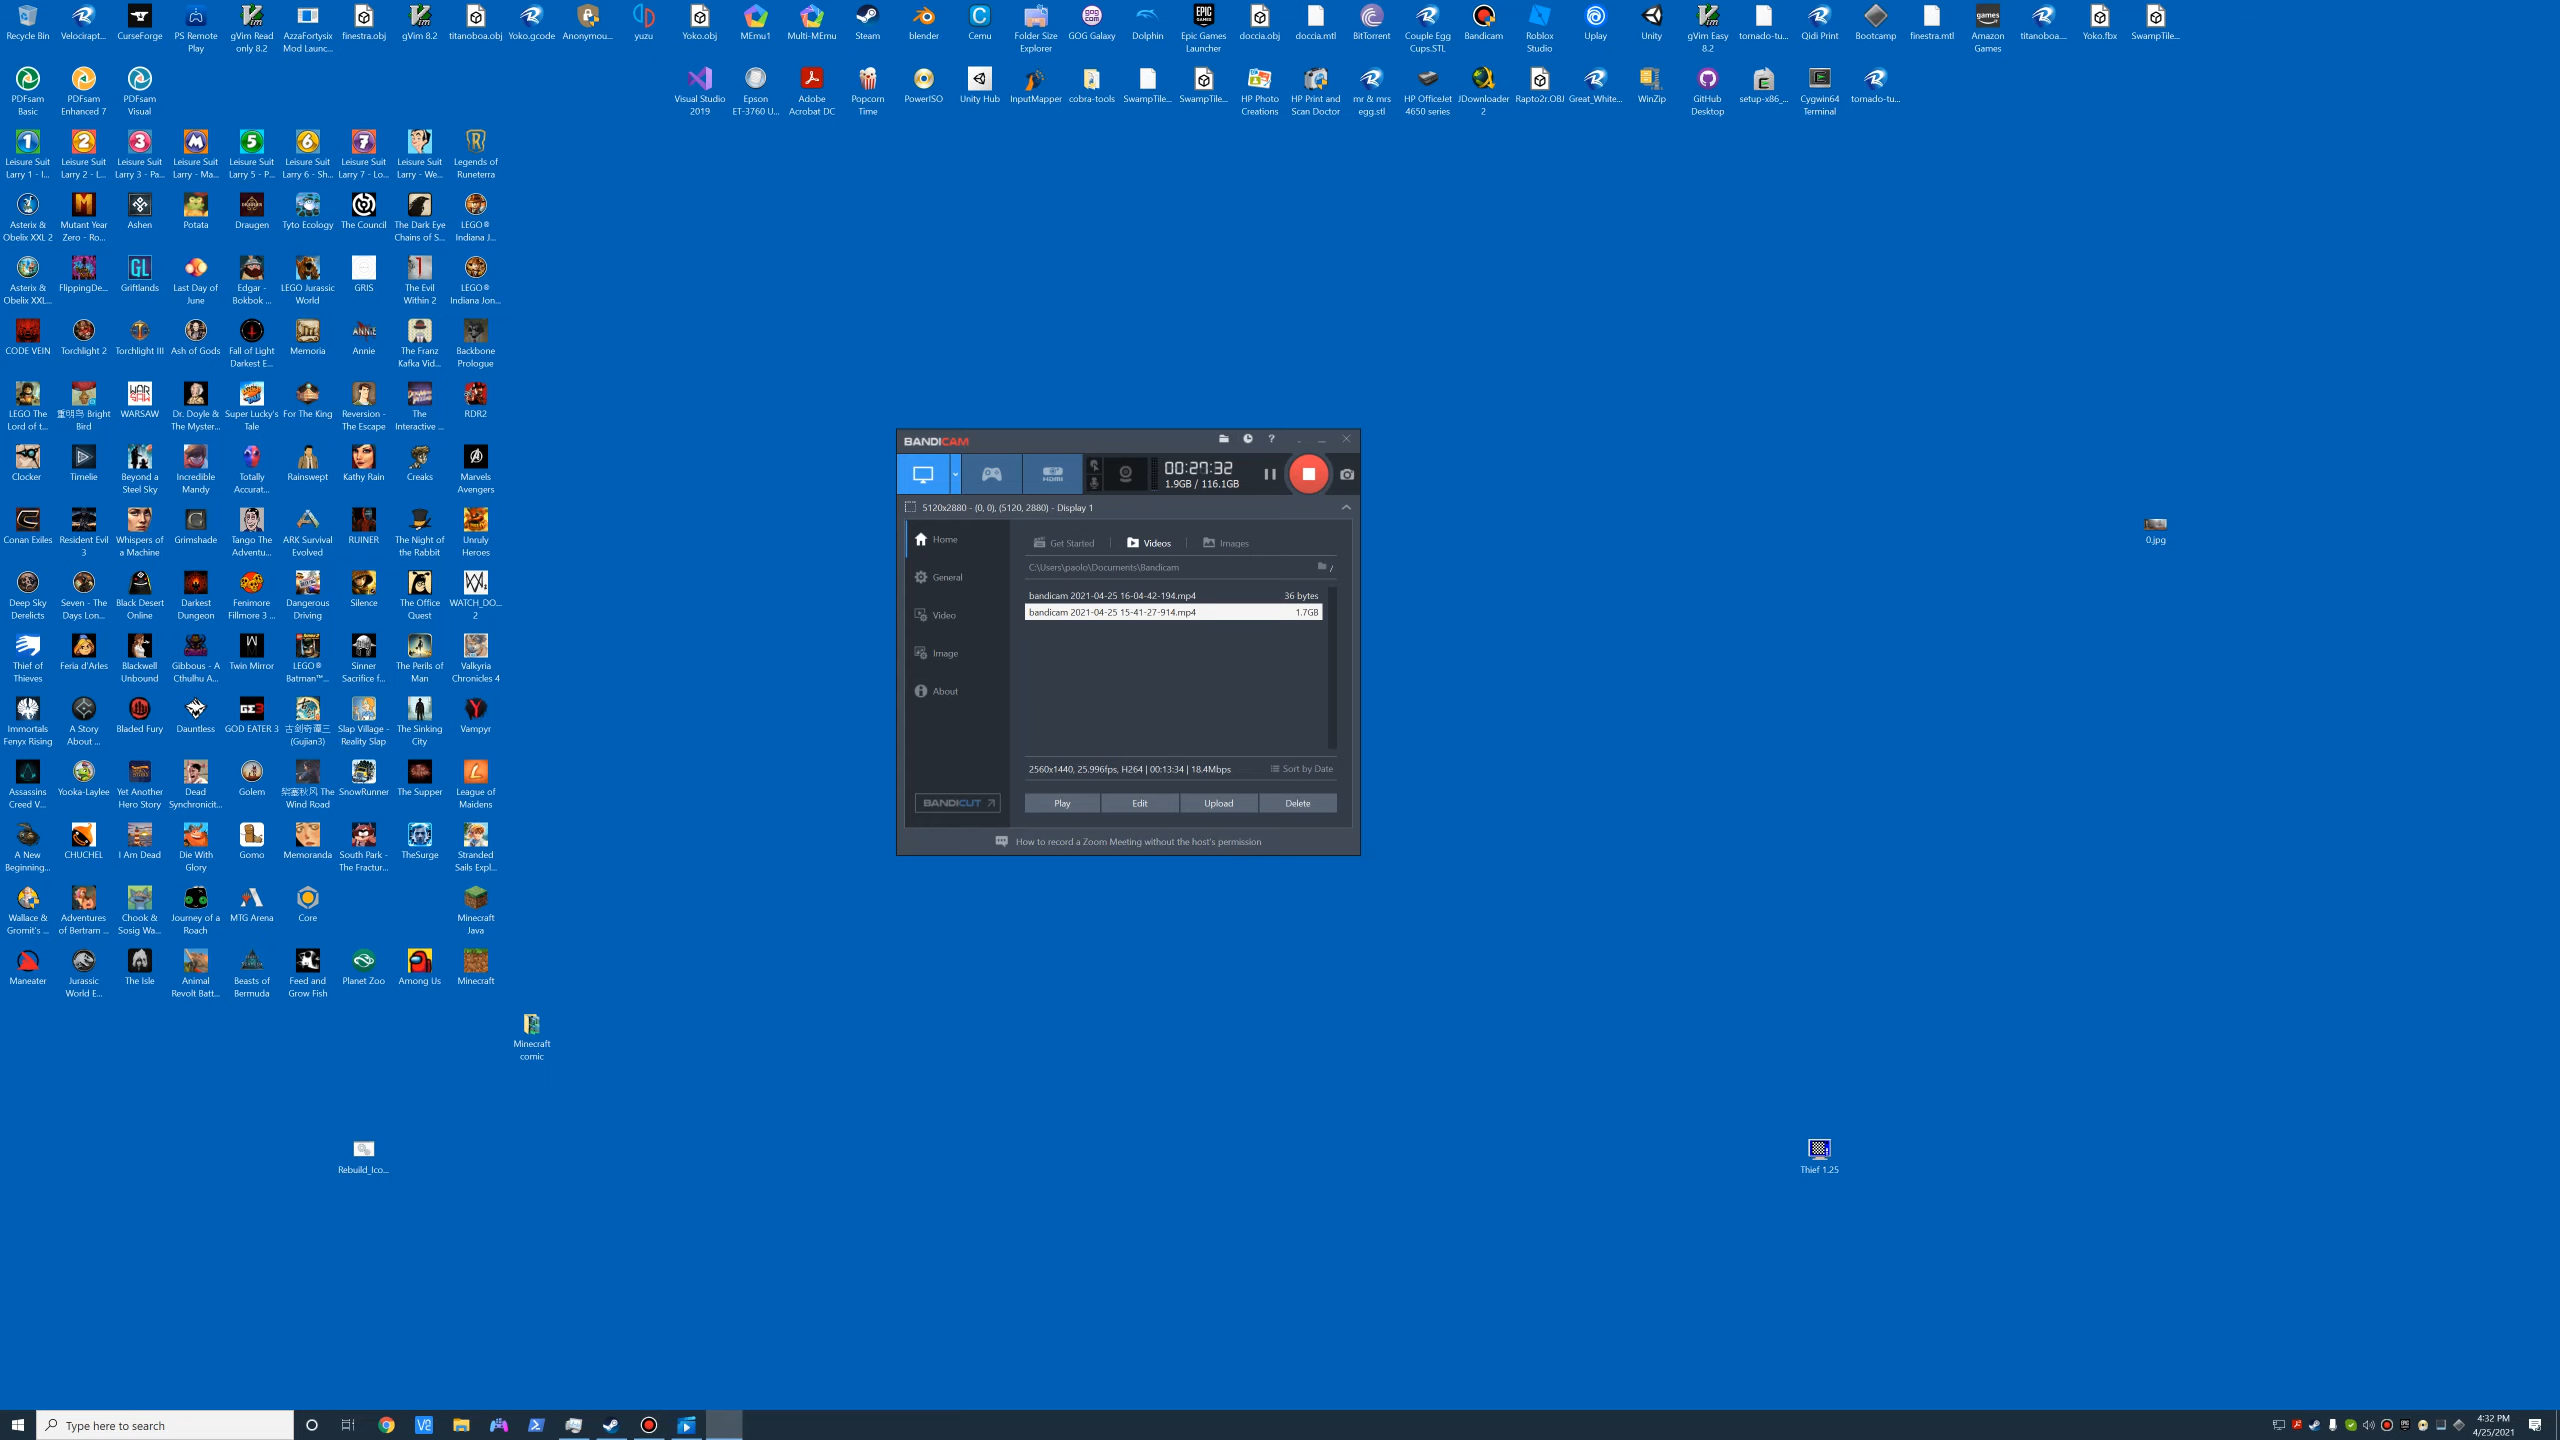 Recycle Bin
Velocirapt...
CurseForge
PS Remote
Play
gVim Read
only 8.2
AzzaFortysix
Mod Launc...
finestra.obj
gVim 8.2
titanoboa.obj
Yoko.gcode
Anonymou...
yuzu
Yoko.obj
MEmu1
Multi-MEmu
Steam
blender
Cemu
Folder Size
Explorer
GOG Galaxy
Dolphin
Epic Games
Launcher
doccia.obj
doccia.mtl
BitTorrent
Couple Egg
Cups.STL
Bandicam
Roblox
Studio
Uplay
Unity
gVim Easy
8.2
tornado-tu...
Qidi Print
Bootcamp
finestra.mtl
Amazon
Games
titanoboa....
Yoko.fbx
SwampTile...
PDFsam
Basic
PDFsam
Enhanced 7
PDFsam
Visual
Visual Studio
2019
Epson
ET-3760 U...
Adobe
Acrobat DC
Popcorn
Time
PowerISO
Unity Hub
InputMapper
cobra-tools
SwampTile...
SwampTile...
HP Photo
Creations
HP Print and
Scan Doctor
mr & mrs
egg.stl
HP OfficeJet
4650 series
JDownloader
2
Rapto2r.OBJ
Great_White...
WinZip
GitHub
Desktop
setup-x86_...
Cygwin64
Terminal
tornado-tu...
Leisure Suit
Larry 1 - I...
Leisure Suit
Larry 2 - L...
Leisure Suit
Larry 3 - Pa...
Leisure Suit
Larry - Ma...
Leisure Suit
Larry 5 - P...
Leisure Suit
Larry 6 - Sh...
Leisure Suit
Larry 7 - Lo...
Leisure Suit
Larry - We...
Legends of
Runeterra
Asterix &
Obelix XXL 2
Mutant Year
Zero - Ro...
Ashen
Potata
Draugen
Tyto Ecology
The Council
The Dark Eye
Chains of S...
LEGO®
Indiana J...
Asterix &
Obelix XXL...
FlippingDe...
Griftlands
Last Day of
June
Edgar -
Bokbok ...
LEGO Jurassic
World
GRIS
The Evil
Within 2
LEGO®
Indiana Jon...
CODE VEIN
Torchlight 2
Torchlight III
Ash of Gods
Fall of Light
Darkest E...
Memoria
Annie
The Franz
Kafka Vid...
Backbone
Prologue
LEGO The
Lord of t...
重明鸟 Bright
Bird
WARSAW
Dr. Doyle &
The Myster...
Super Lucky's
Tale
For The King
Reversion -
The Escape
The
Interactive ...
RDR2
Clocker
Timelie
Beyond a
Steel Sky
Incredible
Mandy
Totally
Accurat...
Rainswept
Kathy Rain
Creaks
Marvels
Avengers
Conan Exiles
Resident Evil
3
Whispers of
a Machine
Grimshade
Tango The
Adventu...
ARK Survival
Evolved
RUINER
The Night of
the Rabbit
Unruly
Heroes
Deep Sky
Derelicts
Seven - The
Days Lon...
Black Desert
Online
Darkest
Dungeon
Fenimore
Fillmore 3 ...
Dangerous
Driving
Silence
The Office
Quest
WATCH_DO...
2
Thief of
Thieves
Feria d'Arles
Blackwell
Unbound
Gibbous - A
Cthulhu A...
Twin Mirror
LEGO®
Batman™...
Sinner
Sacrifice f...
The Perils of
Man
Valkyria
Chronicles 4
Immortals
Fenyx Rising
A Story
About ...
Bladed Fury
Dauntless
GOD EATER 3
古剑奇谭三
(Gujian3)
Slap Village -
Reality Slap
The Sinking
City
Vampyr
Assassins
Creed V...
Yooka-Laylee
Yet Another
Hero Story
Dead
Synchronicit...
Golem
柴塞秋风 The
Wind Road
SnowRunner
The Supper
League of
Maidens
A New
Beginning...
CHUCHEL
I Am Dead
Die With
Glory
Gomo
Memoranda
South Park -
The Fractur...
TheSurge
Stranded
Sails Expl...
Wallace &
Gromit's ...
Adventures
of Bertram ...
Chook &
Sosig Wa...
Journey of a
Roach
MTG Arena
Core
Minecraft
Java
Maneater
Jurassic
World E...
The Isle
Animal
Revolt Batt...
Beasts of
Bermuda
Feed and
Grow Fish
Planet Zoo
Among Us
Minecraft
Minecraft
comic
Rebuild_Ico...
0.jpg
Thief 1.25
BANDICAM
?
HDMI
00:27:32
1.9GB / 116.1GB
5120x2880 - (0, 0), (5120, 2880) - Display 1
Home
General
Video
Image
About
BANDICUT
Get Started
Videos
Images
C:\Users\paolo\Documents\Bandicam
bandicam 2021-04-25 16-04-42-194.mp4 36 bytes
bandicam 2021-04-25 15-41-27-914.mp4 1.7GB
2560x1440, 25.996fps, H264 | 00:13:34 | 18.4Mbps
Sort by Date
Play
Edit
Upload
Delete
How to record a Zoom Meeting without the host's permission
Type here to search
4:32 PM
4/25/2021